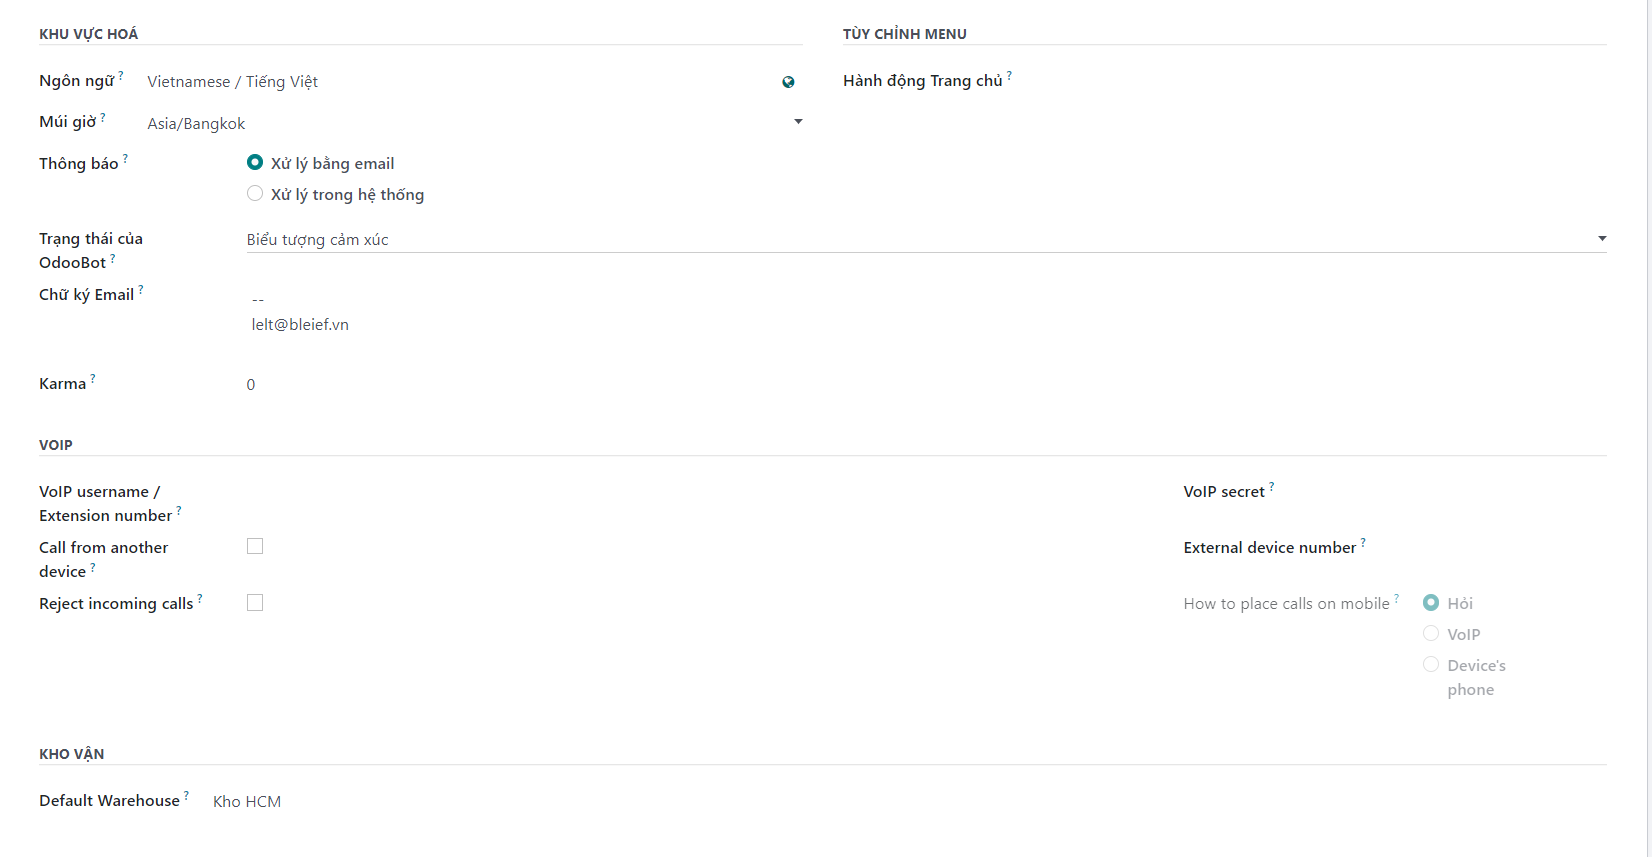 KHU VỰC HOÁ
Ngôn ngữ ? Vietnamese / Tiếng Việt
Múi giờ ? Asia/Bangkok
Thông báo ? Xử lý bằng email
Xử lý trong hệ thống
TÙY CHỈNH MENU
Hành động Trang chủ ?
Trạng thái của
OdooBot ?
Biểu tượng cảm xúc
Chữ ký Email ?
--
lelt@bleief.vn
Karma ? 0
VOIP
VoIP username /
Extension number ?
Call from another
device ?
Reject incoming calls ?
VoIP secret ?
External device number ?
How to place calls on mobile ? Hỏi
VoIP
Device's
phone
KHO VẬN
Default Warehouse ? Kho HCM